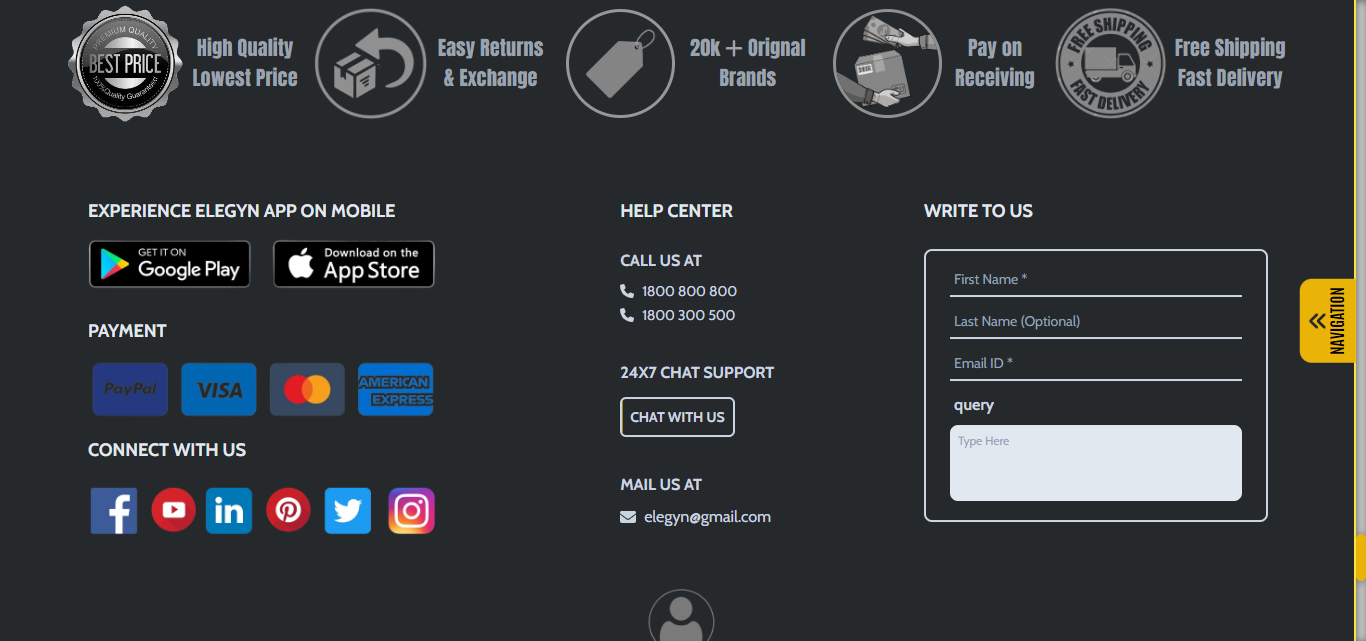 PREMIUM QUALITY
BEST PRICE
100% Quality Guarantee
High Quality
Lowest Price
Easy Returns
& Exchange
20k + Orignal
Brands
Pay on
Receiving
FREE SHIPPING
FAST DELIVERY
Free Shipping
Fast Delivery
EXPERIENCE ELEGYN APP ON MOBILE
GET IT ON
Google Play
Download on the
App Store
PAYMENT
PayPal
VISA
AMERICAN
EXPRESS
CONNECT WITH US
in
HELP CENTER
CALL US AT
1800 800 800
1800 300 500
24X7 CHAT SUPPORT
CHAT WITH US
MAIL US AT
elegyn@gmail.com
WRITE TO US
First Name *
Last Name (Optional)
Email ID *
query
Type Here
NAVIGATION